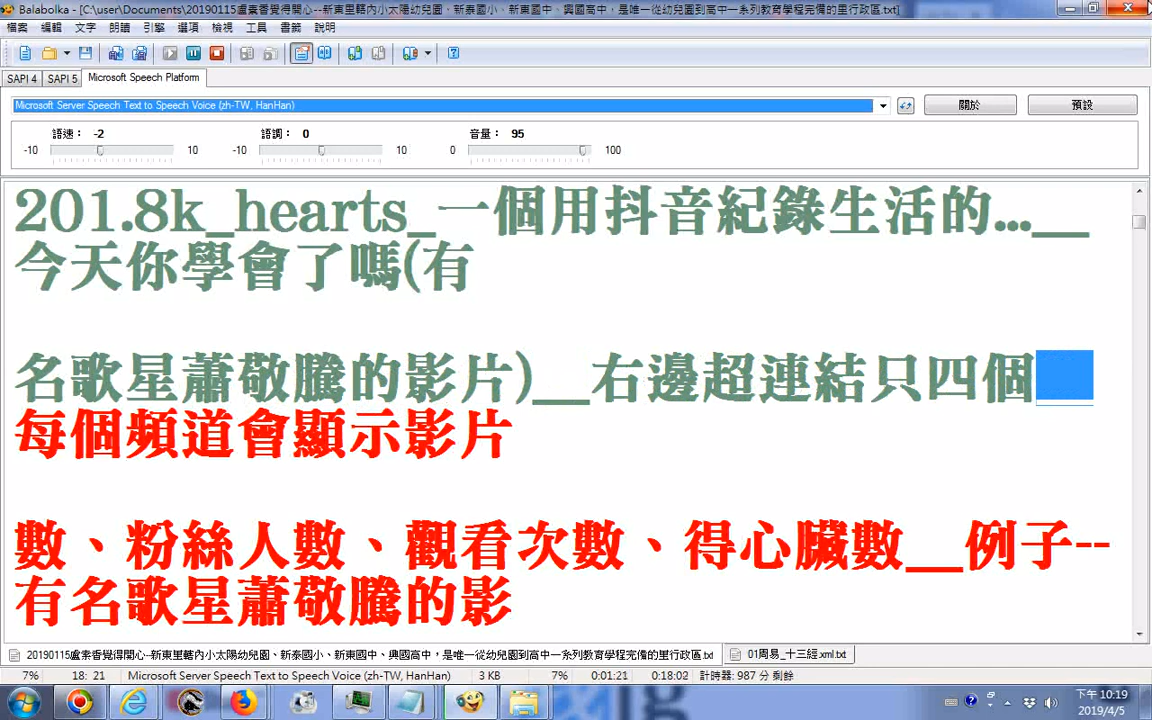 Balabolka - [C:\user\Documents\20190115盧素香覺得開心--新東里轄內小太陽幼兒園、新泰國小、新東國中、興國高中，是唯一從幼兒園到高中一系列教育學程完備的里行政區.txt]
檔案 編輯 文字 朗讀 引擎 選項 檢視 工具 書籤 說明
SAPI 4 SAPI 5 Microsoft Speech Platform
Microsoft Server Speech Text to Speech Voice (zh-TW, HanHan) 關於 預設
語速： -2 語調： 0 音量： 95
-10 10 -10 10 0 100
201.8k_hearts_一個用抖音紀錄生活的...__
今天你學會了嗎(有
名歌星蕭敬騰的影片)__右邊超連結只四個
每個頻道會顯示影片
數、粉絲人數、觀看次數、得心臟數__例子--
有名歌星蕭敬騰的影
20190115盧素香覺得開心--新東里轄內小太陽幼兒園、新泰國小、新東國中、興國高中，是唯一從幼兒園到高中一系列教育學程完備的里行政區.txt 01周易_十三經.xml.txt
7% 18: 21 Microsoft Server Speech Text to Speech Voice (zh-TW, HanHan) 3 KB 7% 0:01:21 0:18:02 計時器: 987 分 剩餘
下午 10:19
2019/4/5